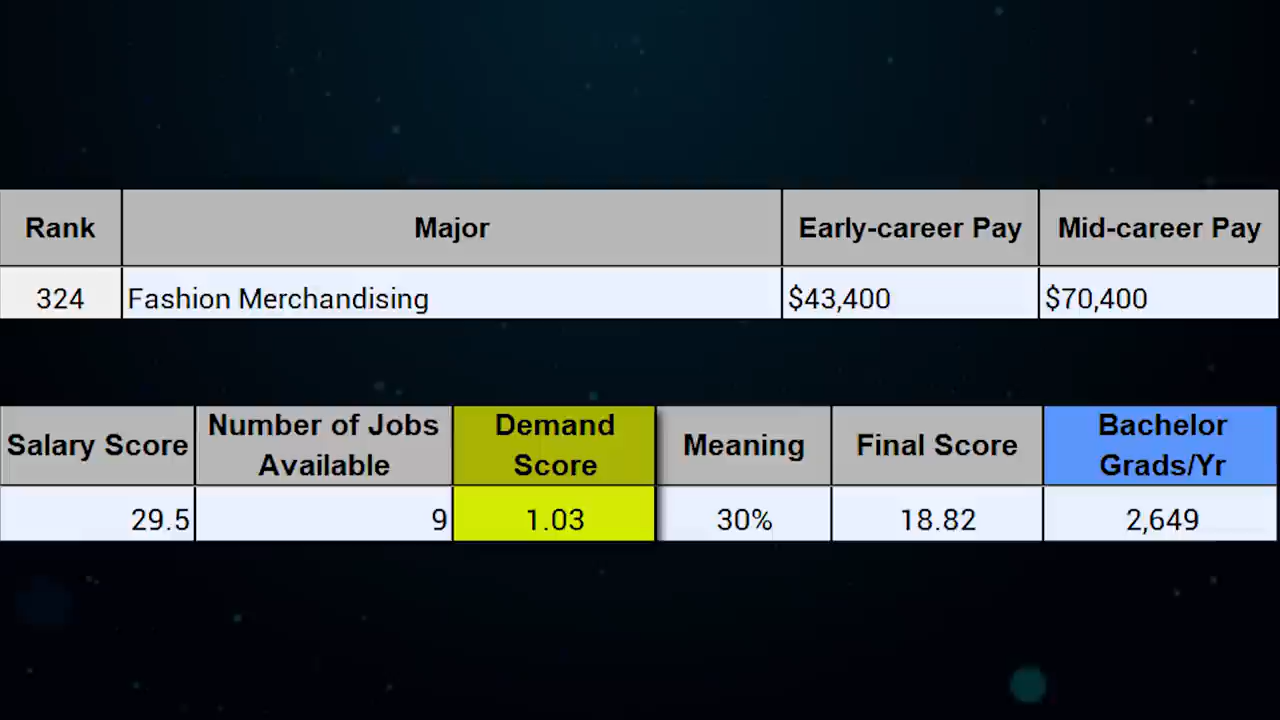 Rank Major Early-career Pay Mid-career Pay
324 Fashion Merchandising $43,400 $70,400
Salary Score Number of Jobs Available Demand Score Meaning Final Score Bachelor Grads/Yr
29.5 9 1.03 30% 18.82 2,649